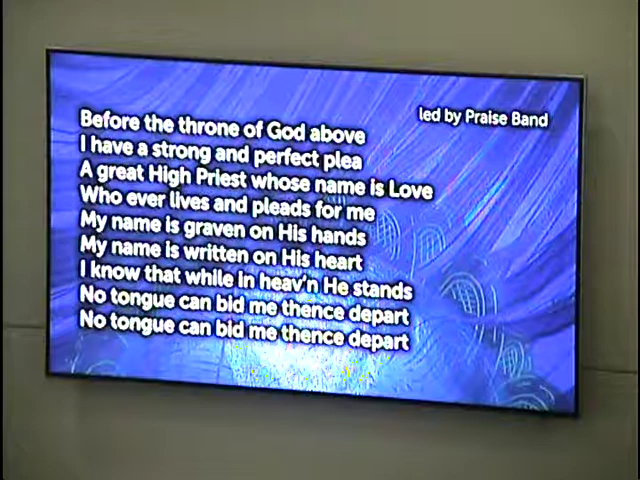 led by Praise Band
Before the throne of God above
I have a strong and perfect plea
A great High Priest whose name is Love
Who ever lives and pleads for me
My name is graven on His hands
My name is written on His heart
I know that while in heav'n He stands
No tongue can bid me thence depart
No tongue can bid me thence depart